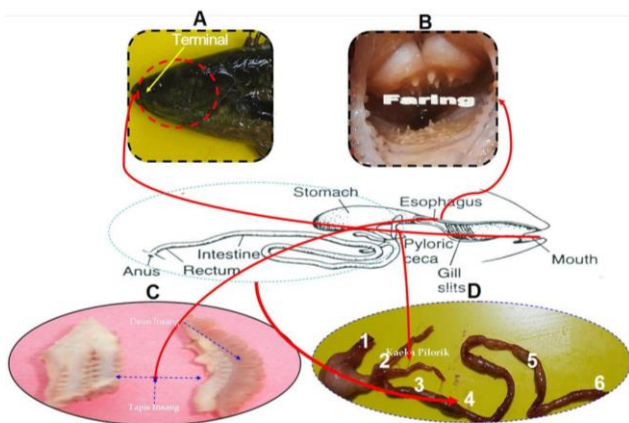 A
B
Terminal
Faring
Stomach
Esophagus
Intestine
Pyloric
ceca
Mouth
Anus
Rectum
Gill
slits
C
D
Daun Insang
Tapis Insang
1
2
Kaeka Pilorik
3
4
5
6